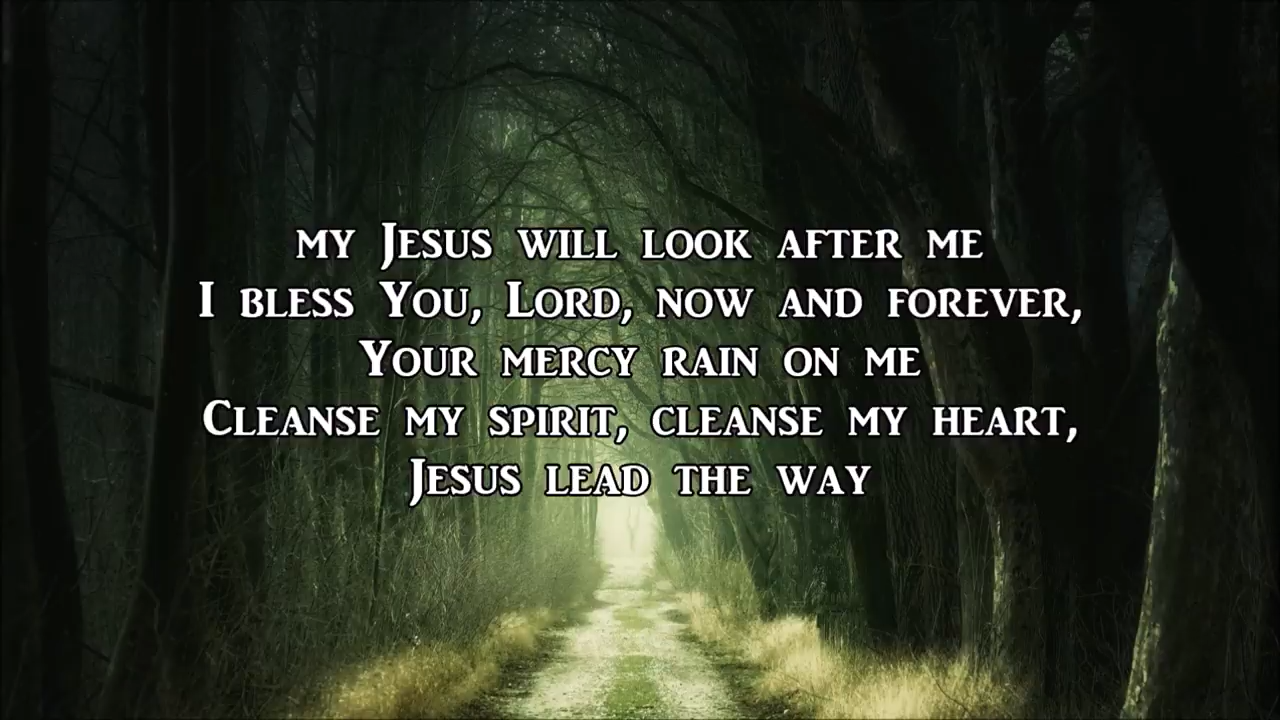 my Jesus will look after me
I bless You, Lord, now and forever,
Your mercy rain on me
Cleanse my spirit, cleanse my heart,
Jesus lead the way